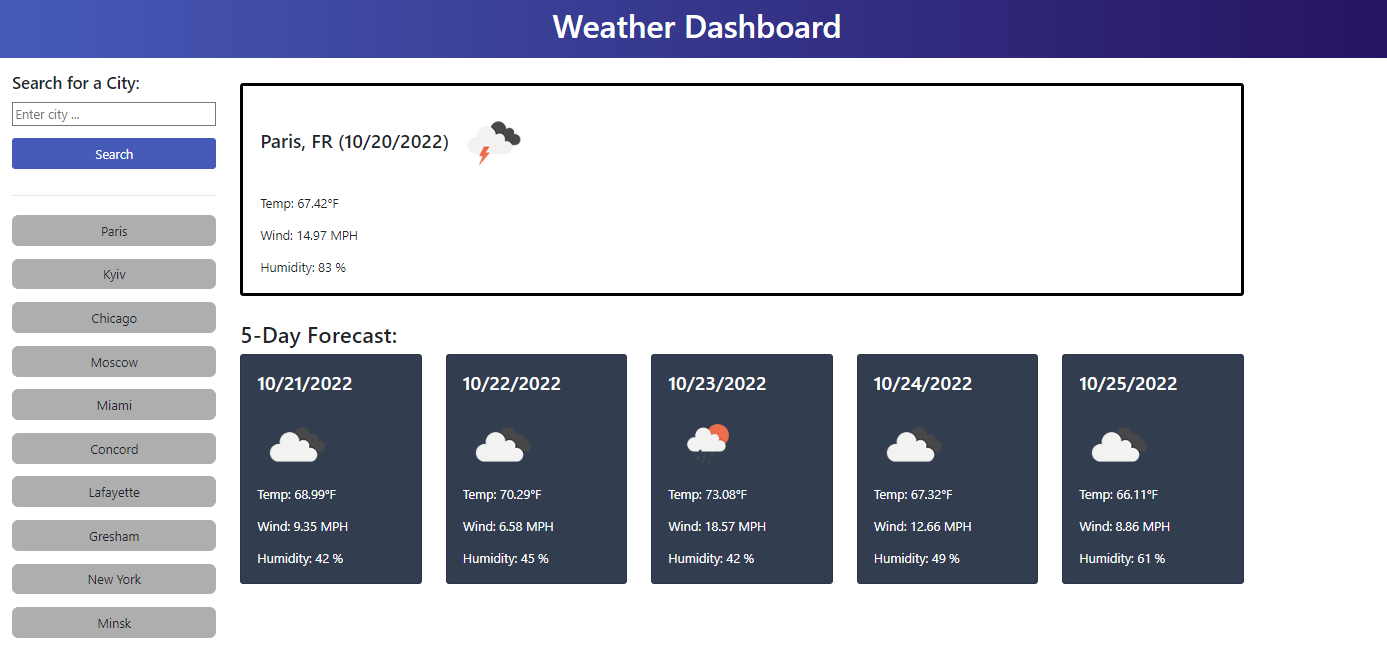 Weather Dashboard
Search for a City:
Enter city ...
Search
Paris
Kyiv
Chicago
Moscow
Miami
Concord
Lafayette
Gresham
New York
Minsk
Paris, FR (10/20/2022)
Temp: 67.42°F
Wind: 14.97 MPH
Humidity: 83 %
5-Day Forecast:
10/21/2022
Temp: 68.99°F
Wind: 9.35 MPH
Humidity: 42 %
10/22/2022
Temp: 70.29°F
Wind: 6.58 MPH
Humidity: 45 %
10/23/2022
Temp: 73.08°F
Wind: 18.57 MPH
Humidity: 42 %
10/24/2022
Temp: 67.32°F
Wind: 12.66 MPH
Humidity: 49 %
10/25/2022
Temp: 66.11°F
Wind: 8.86 MPH
Humidity: 61 %